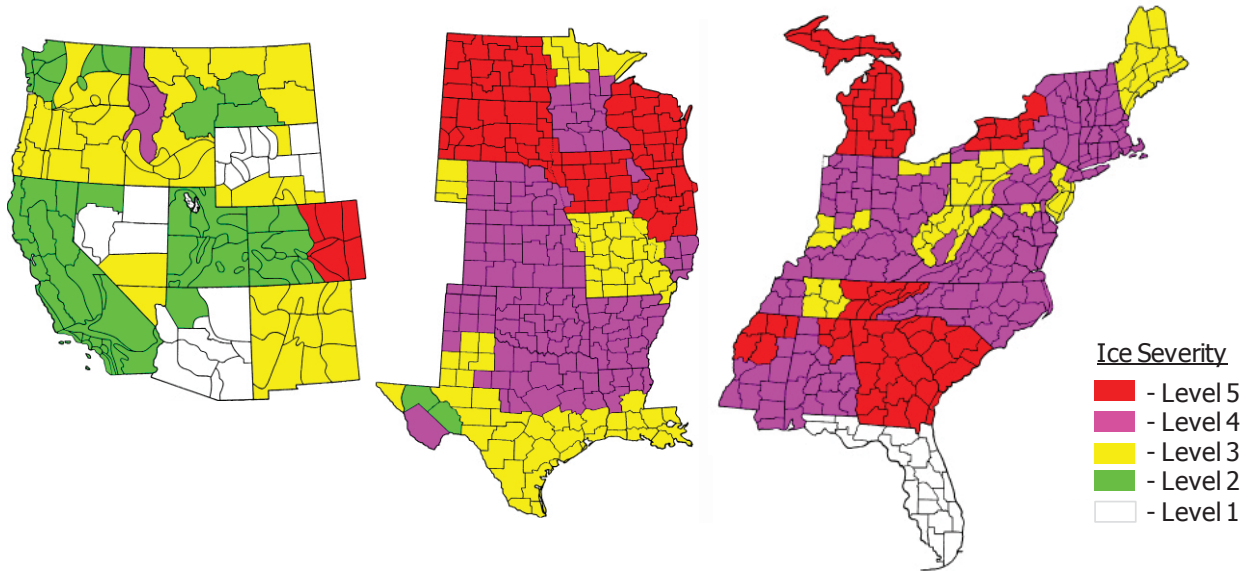 Ice Severity
- Level 5
- Level 4
- Level 3
- Level 2
- Level 1